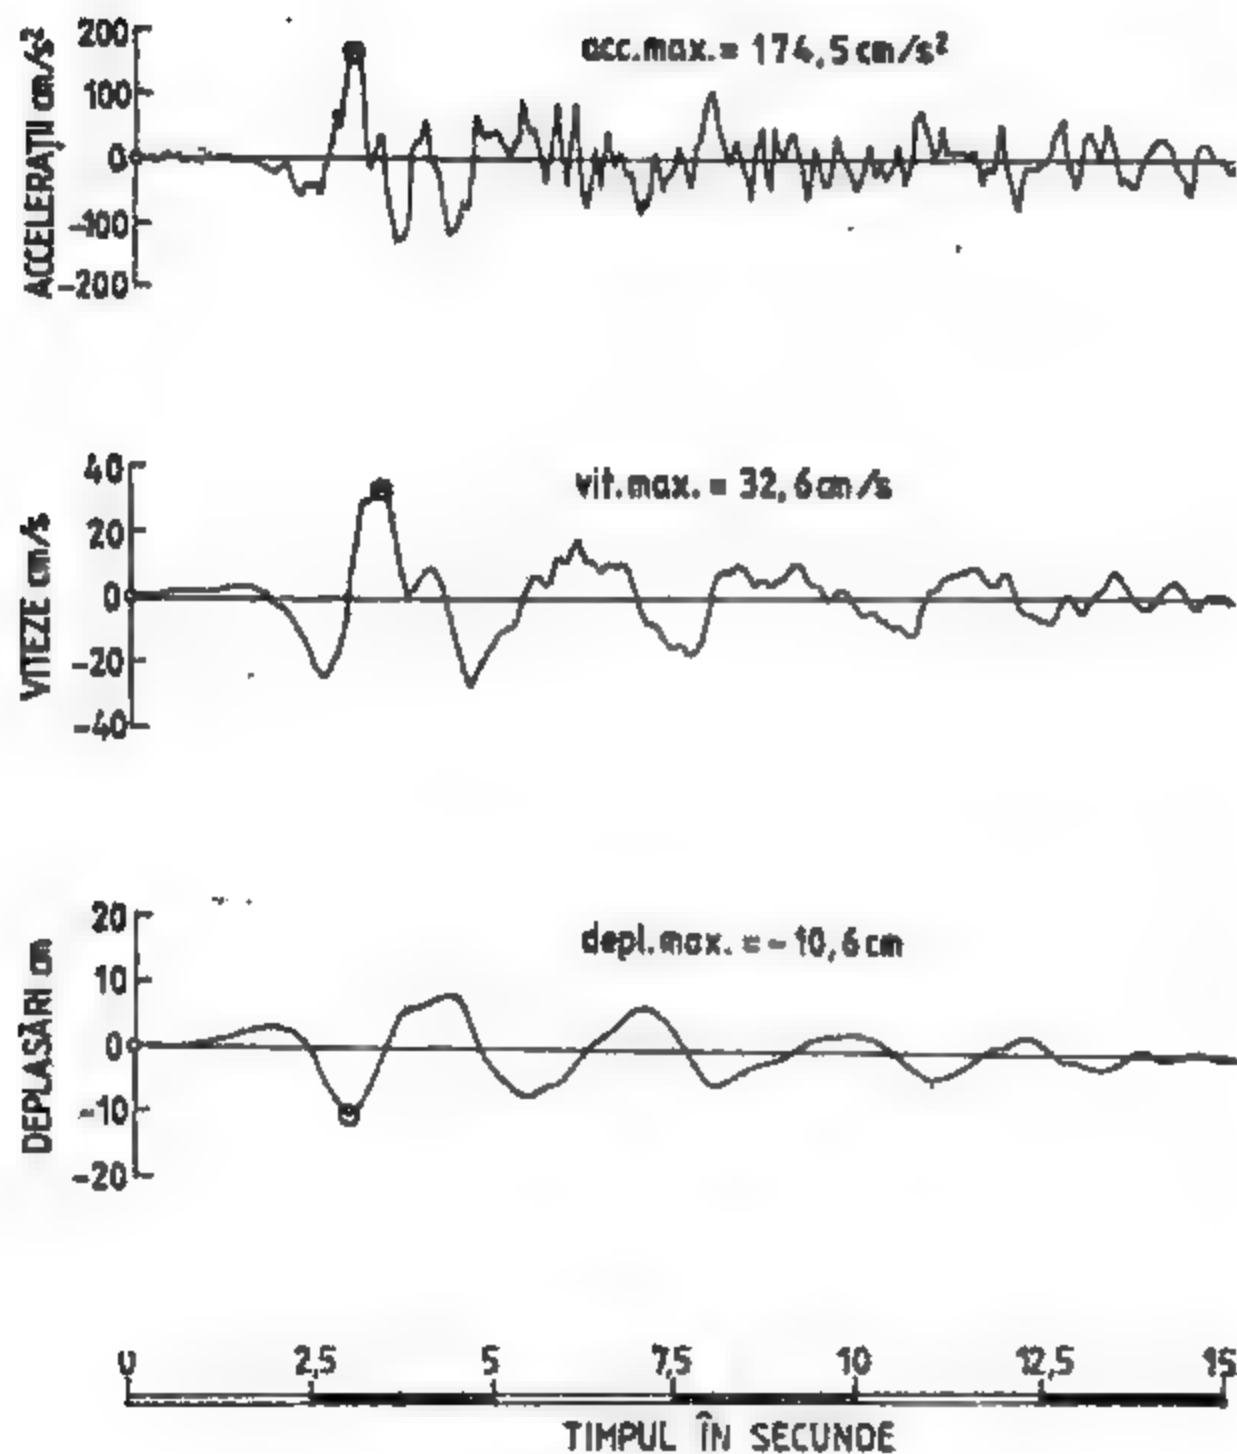 ACCELERAȚII cm/s²
200
100
0
-100
-200
acc.max.= 174,5 cm/s²
VITEZE cm/s
40
20
0
-20
-40
vit.max. = 32,6 cm/s
DEPLASĂRI cm
20
10
0
-10
-20
depl.max. = - 10,6 cm
0 2,5 5 7,5 10 12,5 15
TIMPUL ÎN SECUNDE